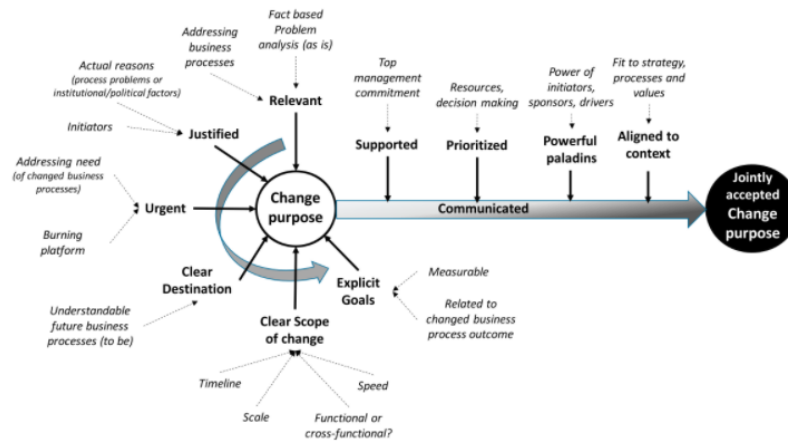 Fact based
Problem
analysis (as is)
Addressing
business
processes
Actual reasons
(process problems or
institutional/political factors)
Top
management
commitment
Resources,
decision making
Power of
initiators,
sponsors, drivers
Fit to strategy,
processes and
values
Relevant
Initiators
Justified
Supported
Prioritized
Powerful
paladins
Aligned to
context
Addressing need
(of changed business
processes)
Urgent
Change
purpose
Communicated
Jointly
accepted
Change
purpose
Burning
platform
Clear
Destination
Explicit
Goals
Measurable
Related to
changed business
process outcome
Understandable
future business
processes (to be)
Clear Scope
of change
Timeline
Scale
Functional or
cross-functional?
Speed